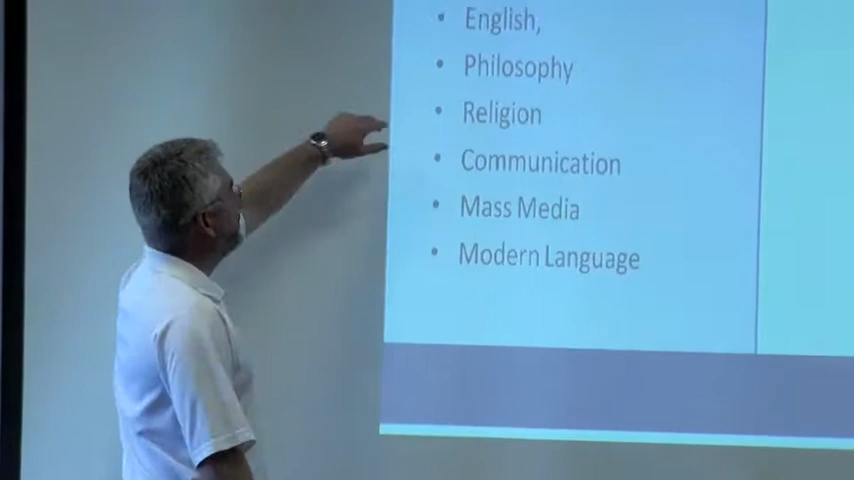 • English,
• Philosophy
• Religion
• Communication
• Mass Media
• Modern Language